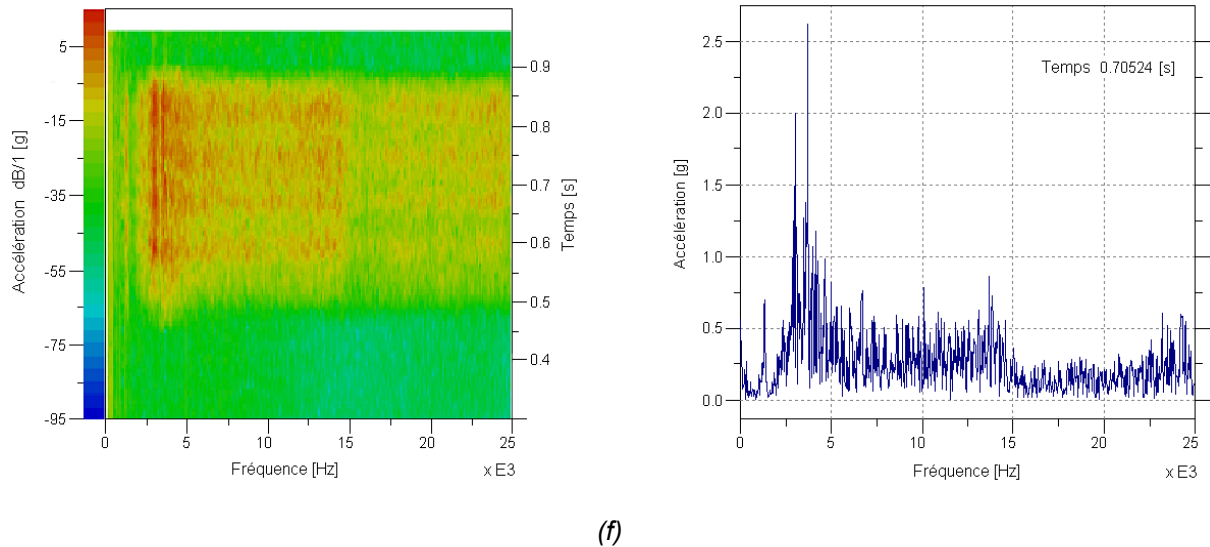 5
-15
-35
-55
-75
-95
Accélération dB/1 [g]
0.9
0.8
0.7
0.6
0.5
0.4
Temps [s]
0 5 10 15 20 25
Fréquence [Hz] x E3
2.5
2.0
1.5
1.0
0.5
0.0
Accélération [g]
Temps 0.70524 [s]
0 5 10 15 20 25
Fréquence [Hz] x E3
(f)